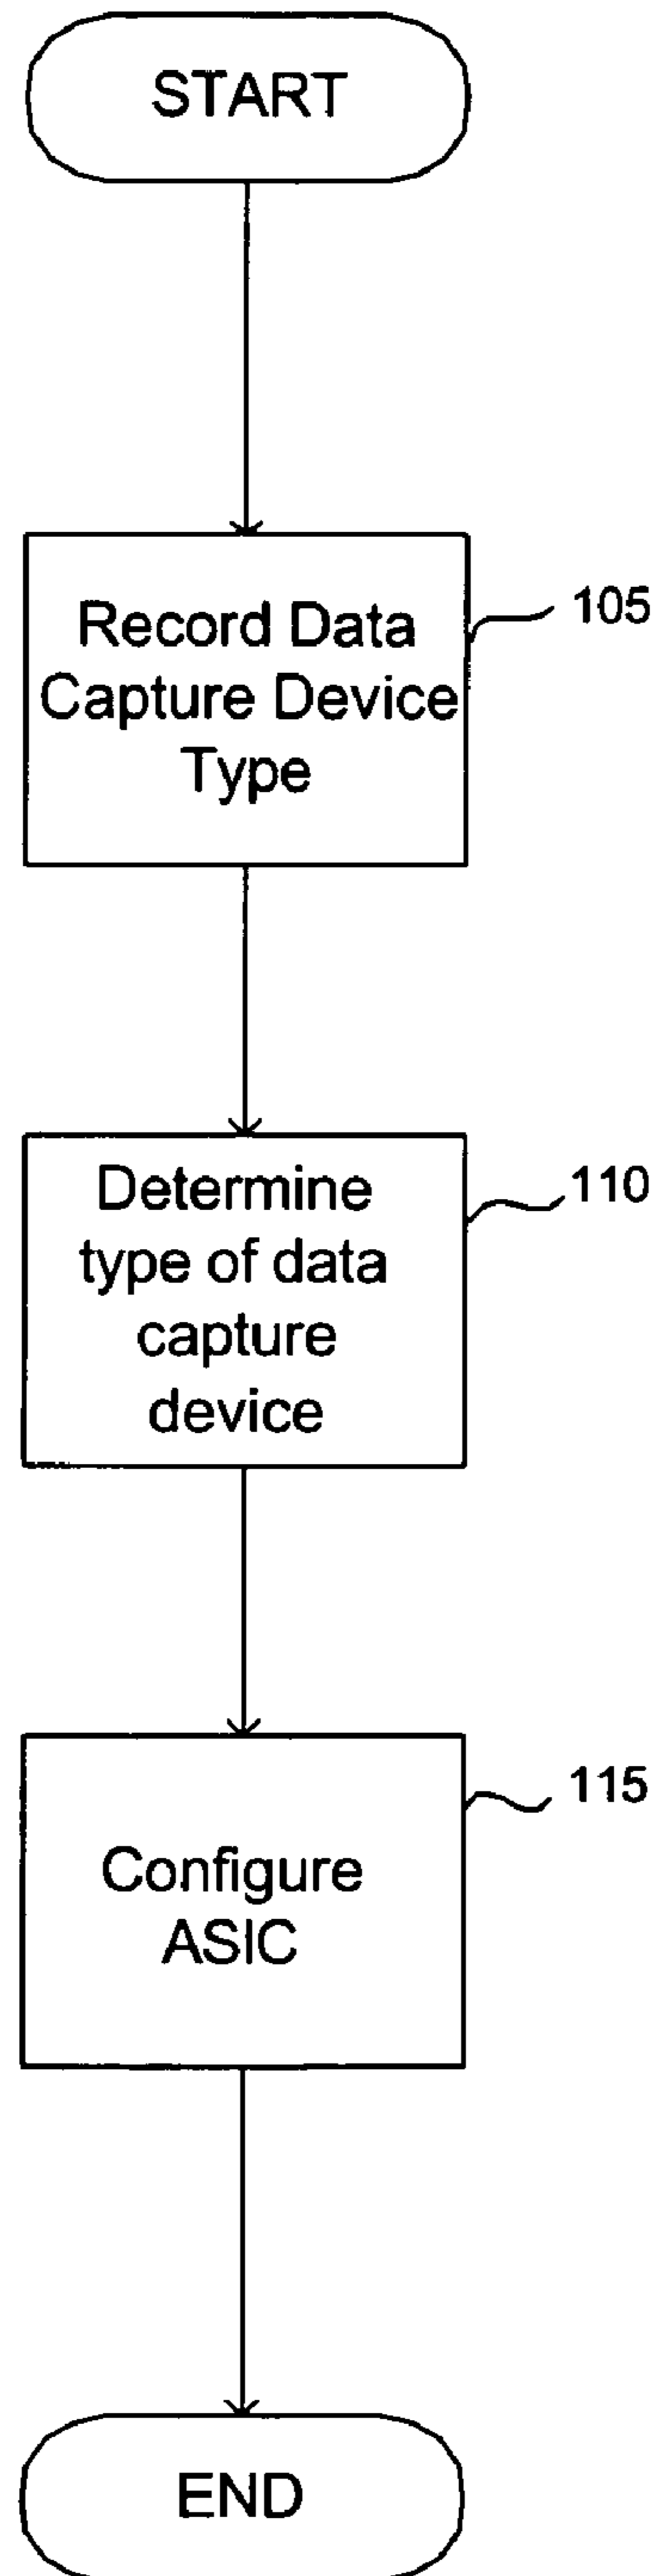 START
Record Data
Capture Device
Type
105
Determine
type of data
capture
device
110
Configure
ASIC
115
END